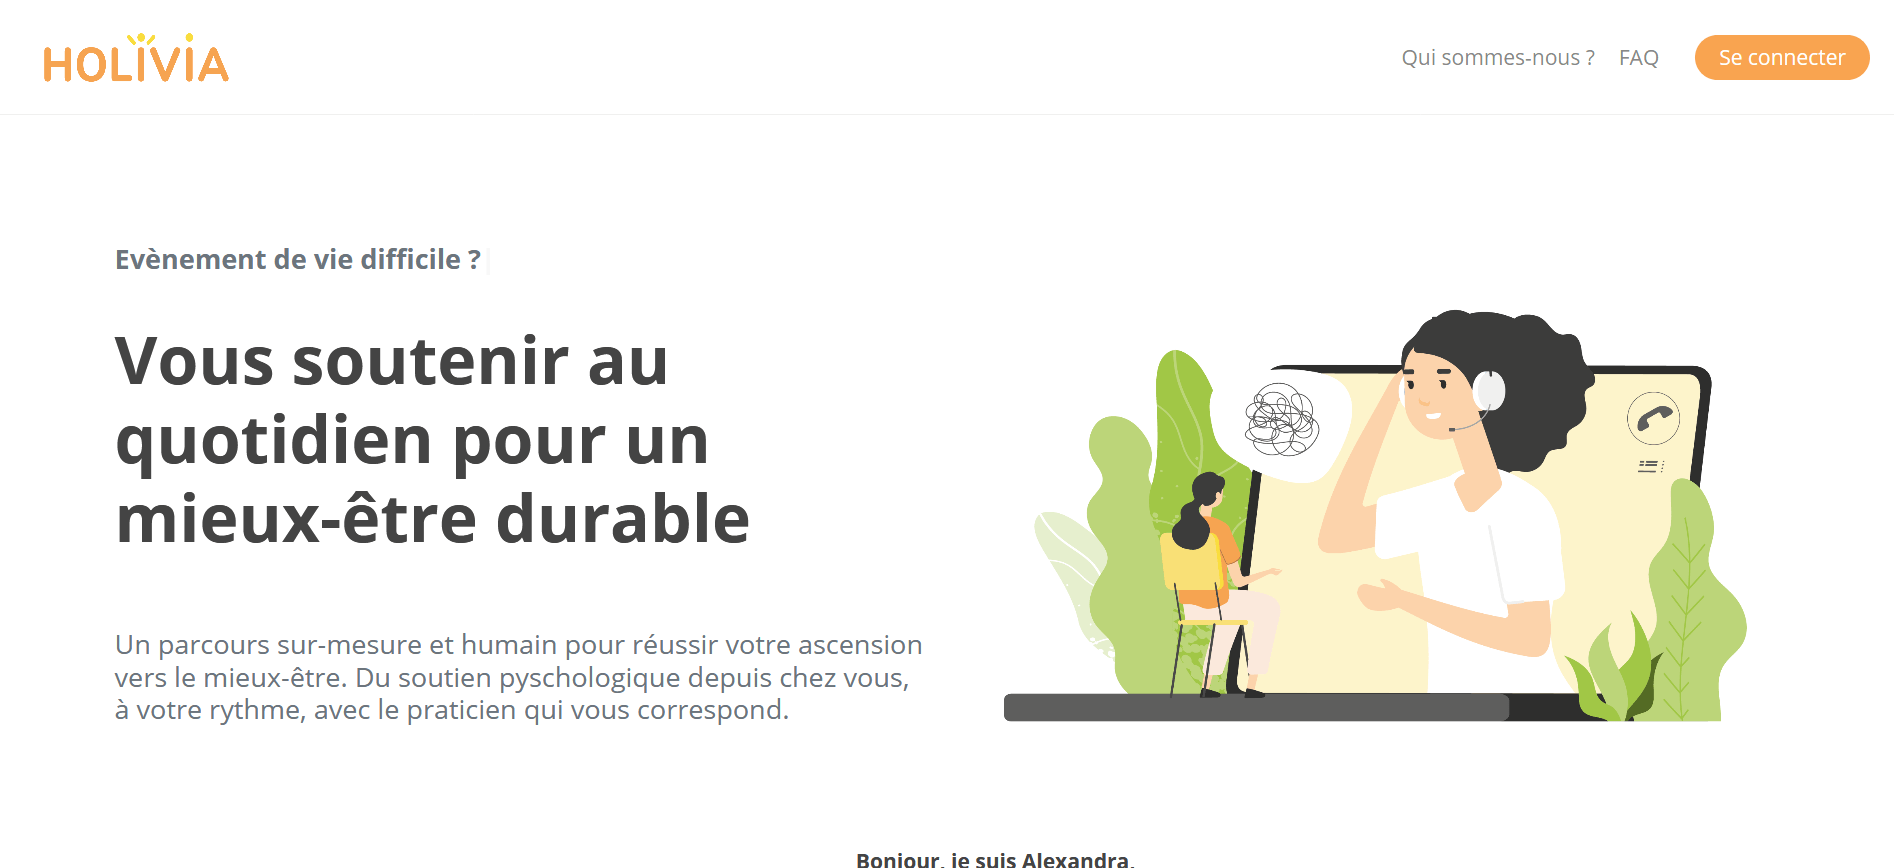 HOLIVIA
Qui sommes-nous ?
FAQ
Se connecter
Evènement de vie difficile ?
Vous soutenir au
quotidien pour un
mieux-être durable
Un parcours sur-mesure et humain pour réussir votre ascension
vers le mieux-être. Du soutien pyschologique depuis chez vous,
à votre rythme, avec le praticien qui vous correspond.
Bonjour, je suis Alexandra,